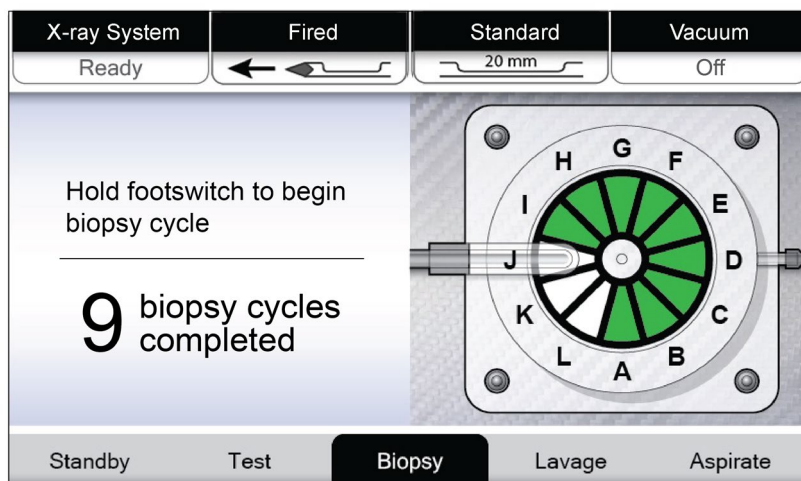 X-ray System
Ready
Fired
Standard
20 mm
Vacuum
Off
Hold footswitch to begin
biopsy cycle
9 biopsy cycles
completed
G
H
F
I
E
J
D
K
C
L
B
A
Standby
Test
Biopsy
Lavage
Aspirate